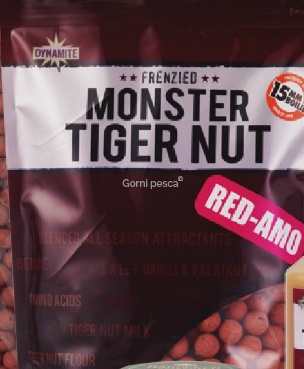 DYNAMITE
★★ FRENZIED ★★
15MM
MONSTER
TIGER NUT
Gorni pesca©
RED-AMO
BLENDED ALL SEASON ATTRACTANTS
SWEET VANILLA PALATANT
AMINO ACIDS
TIGER NUT MILK
TIGER NUT FLOUR